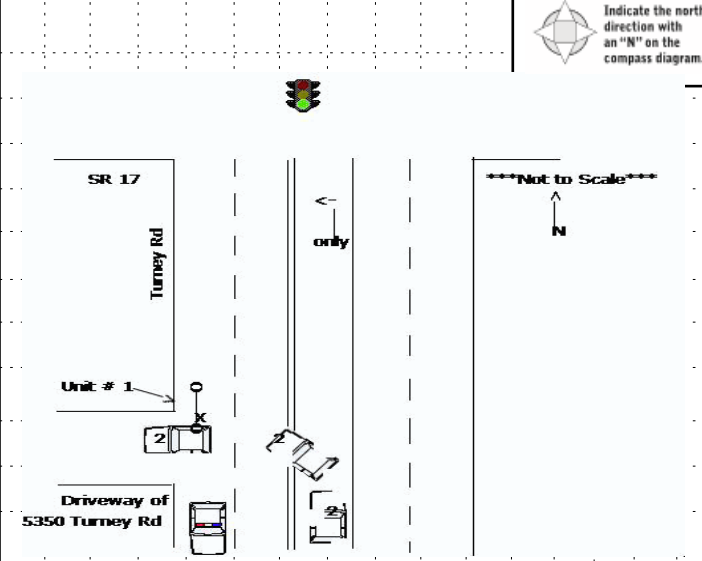 Indicate the north
direction with
an "N" on the
compass diagram.
SR 17
***Not to Scale***
<-
only
N
Turney Rd
Unit # 1
X
2
2
2
Driveway of
5350 Turney Rd